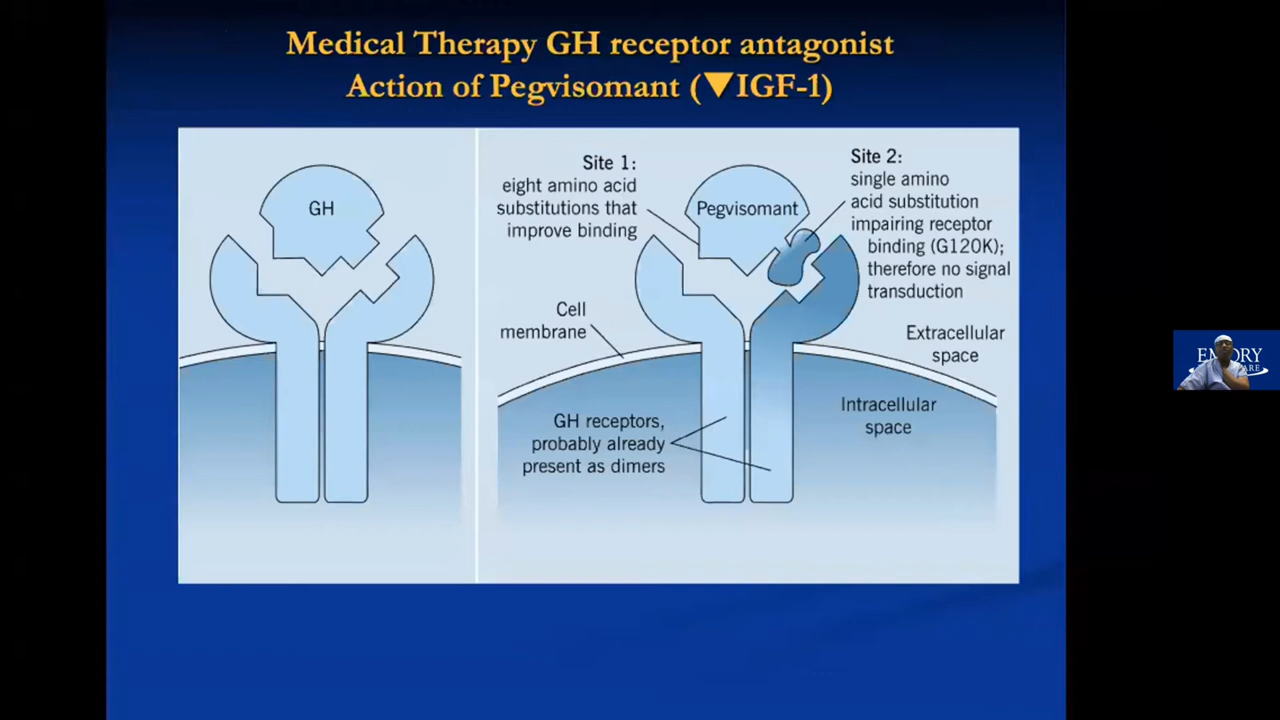 Medical Therapy GH receptor antagonist
Action of Pegvisomant (▼IGF-1)
GH
Site 1:
eight amino acid
substitutions that
improve binding
Pegvisomant
Site 2:
single amino
acid substitution
impairing receptor
binding (G120K);
therefore no signal
transduction
Cell
membrane
Extracellular
space
Intracellular
space
GH receptors,
probably already
present as dimers